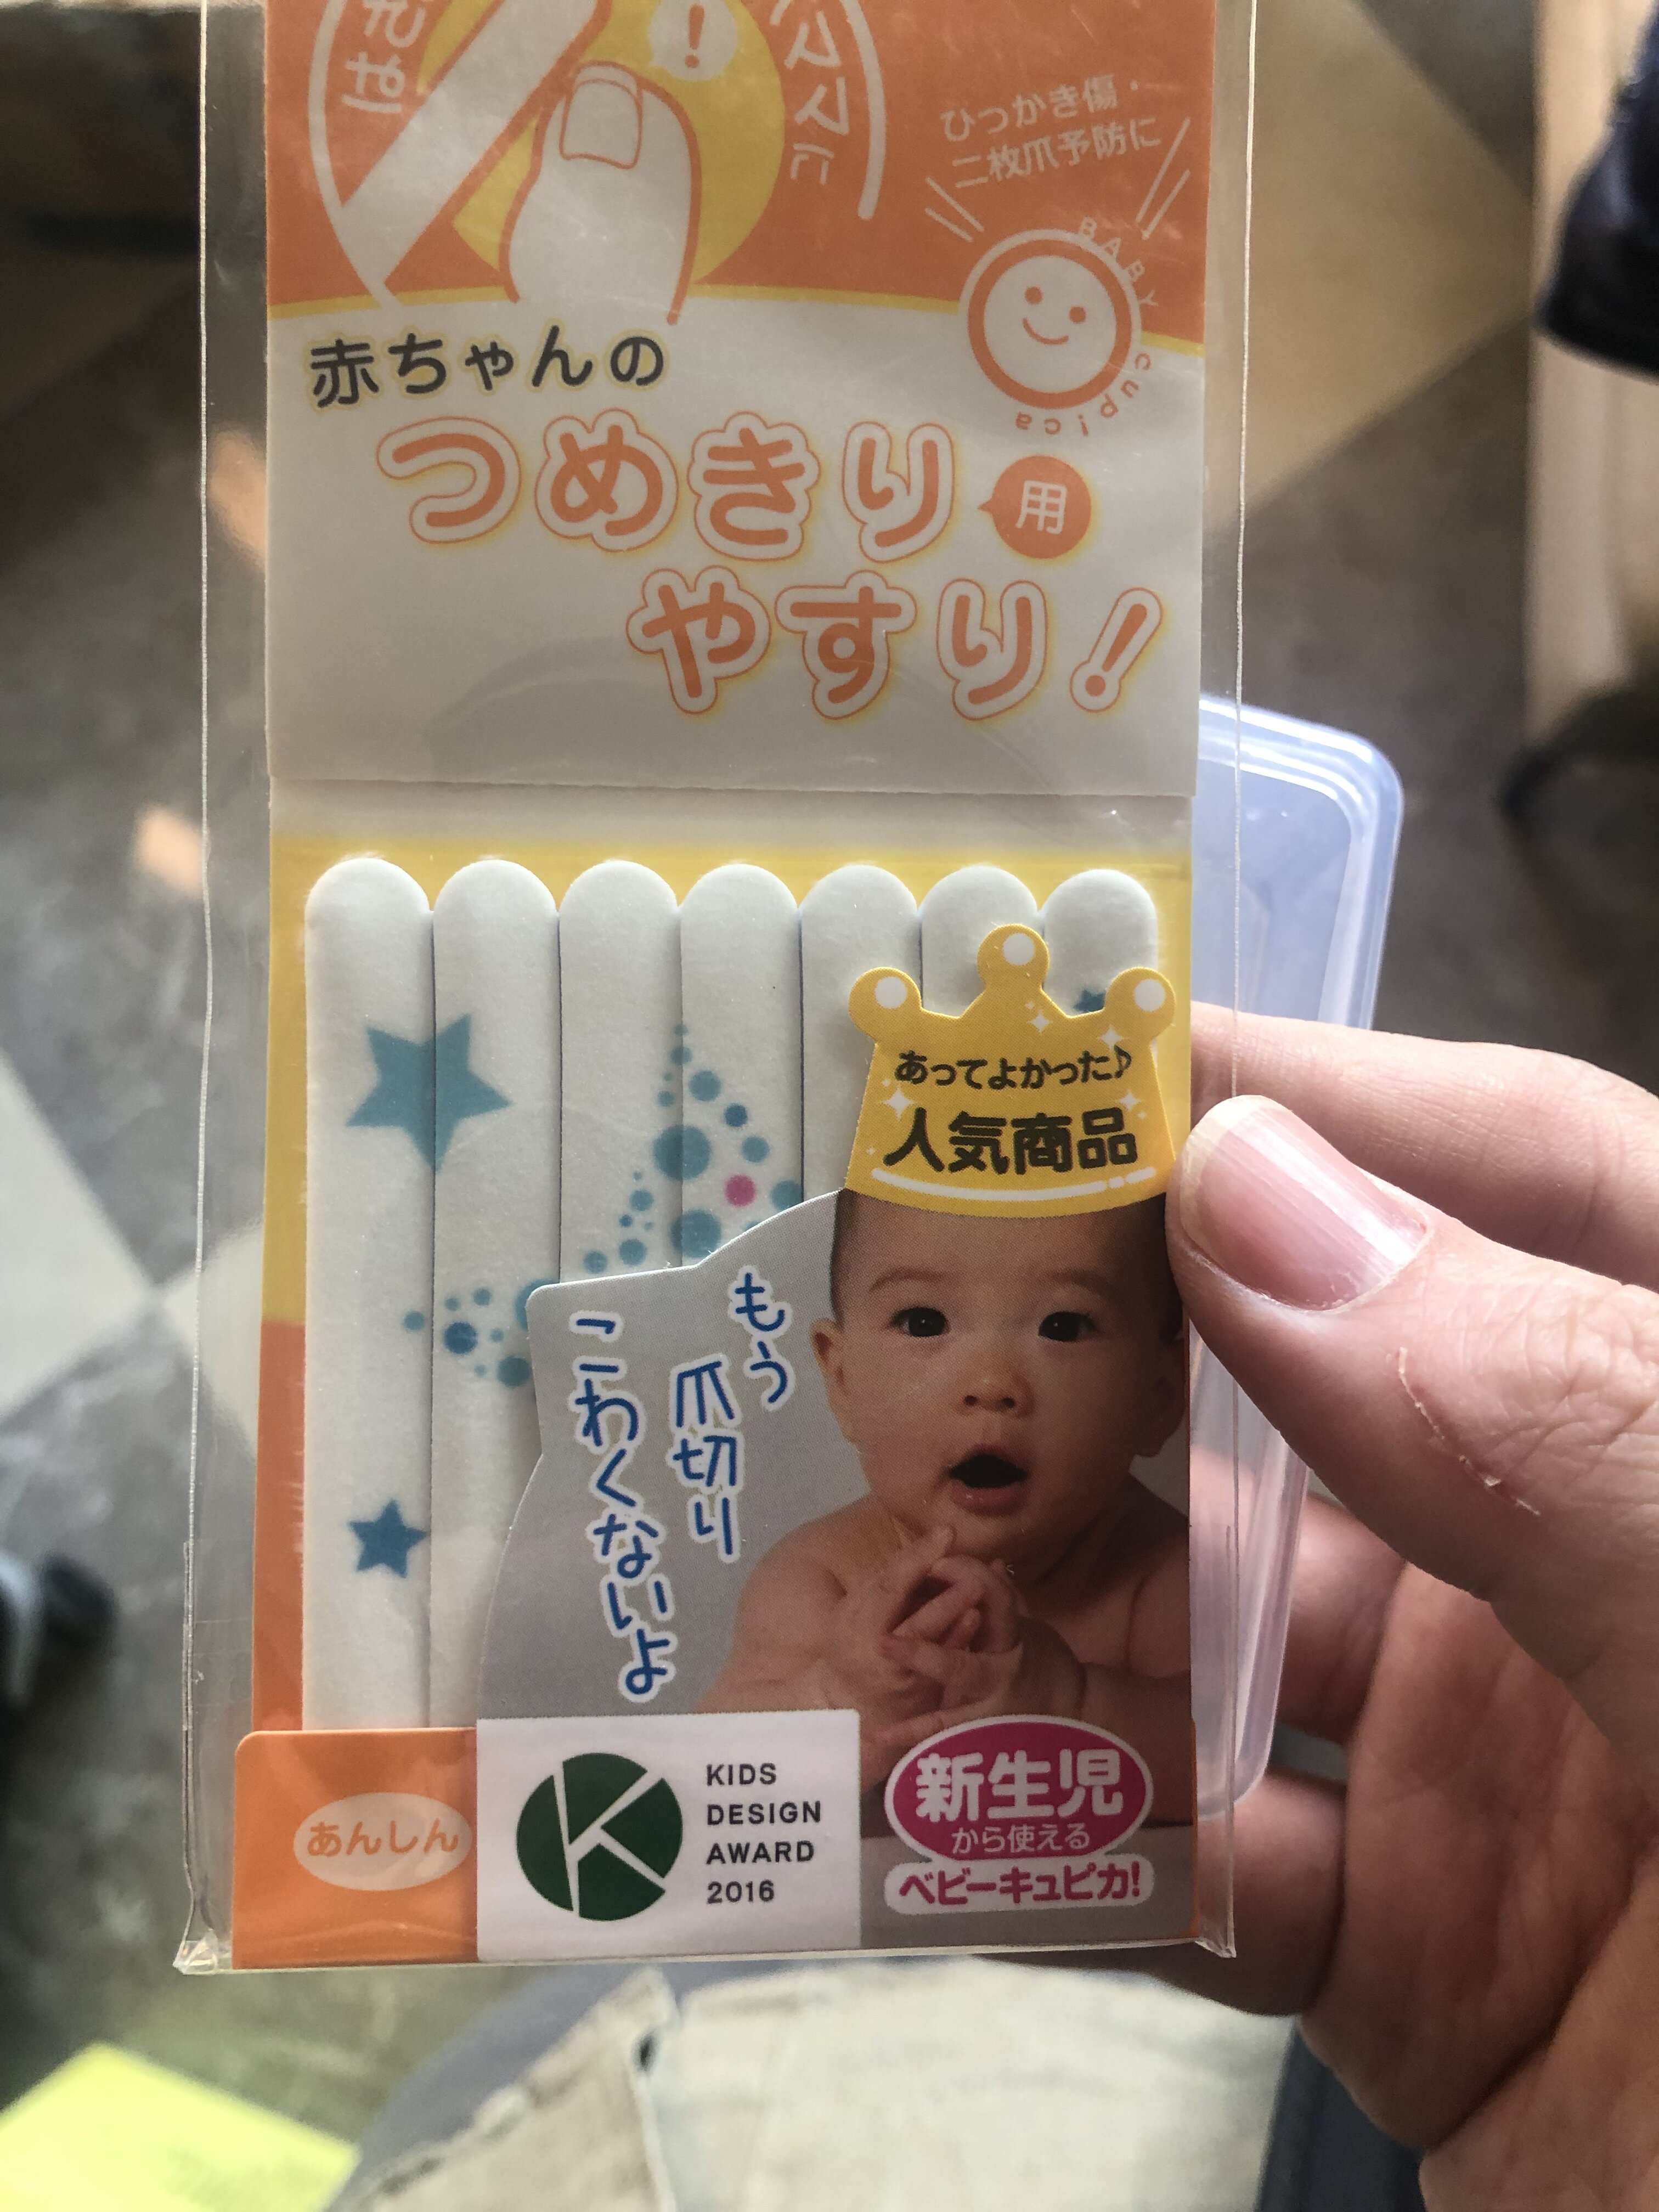 !
ひっかき傷・
二枚爪予防に
BABY cupica
赤ちゃんの
つめきり用
やすり!
あってよかった♪
人気商品
もう
爪切り
こわくないよ
あんしん
KIDS
DESIGN
AWARD
2016
新生児
から使える
ベビーキュピカ!